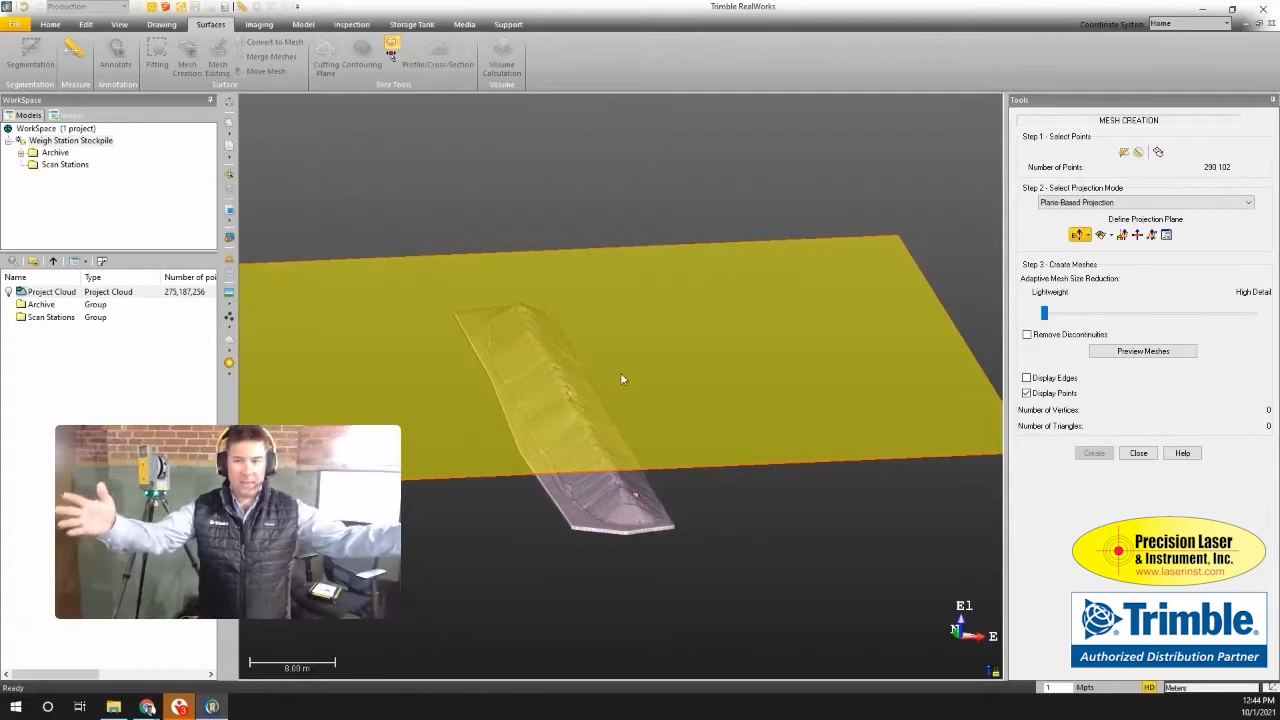 Production
Trimble RealWorks
File
Home
Edit
View
Drawing
Surfaces
Imaging
Model
Inspection
Storage Tank
Media
Support
Coordinate System
Home
Segmentation
Annotate
Fitting
Mesh Creation
Mesh Editing
Convert to Mesh
Merge Meshes
Move Mesh
Cutting Plane
Contouring
Profile/Cross-Section
Volume Calculation
Segmentation
Measure
Annotation
Surface
Slice Tools
Volume
WorkSpace
Models
Images
WorkSpace (1 project)
Weigh Station Stockpile
Archive
Scan Stations
Name Type Number of poi
Project Cloud Project Cloud 275,187,256
Archive Group
Scan Stations Group
8.00 m
El
N
E
Tools
MESH CREATION
Step 1 - Select Points
Number of Points: 290 102
Step 2 - Select Projection Mode
Plane-Based Projection
Define Projection Plane
Step 3 - Create Meshes
Adaptive Mesh Size Reduction:
Lightweight High Detail
Remove Discontinuities
Preview Meshes
Display Edges
Display Points
Number of Vertices: 0
Number of Triangles: 0
Create Close Help
Precision Laser
& Instrument, Inc.
www.laserinst.com
Trimble
Authorized Distribution Partner
Ready
1 Mpts HD Meters
12:44 PM
10/1/2021